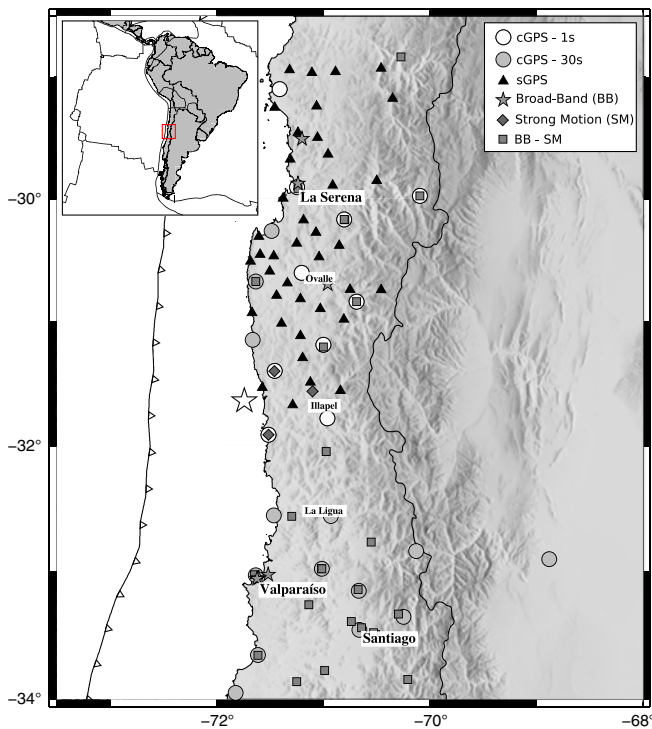 cGPS - 1s
cGPS - 30s
sGPS
Broad-Band (BB)
Strong Motion (SM)
BB - SM
−30°
La Serena
Ovalle
Illapel
−32°
La Ligua
Valparaíso
Santiago
−34°
−72°
−70°
−68°